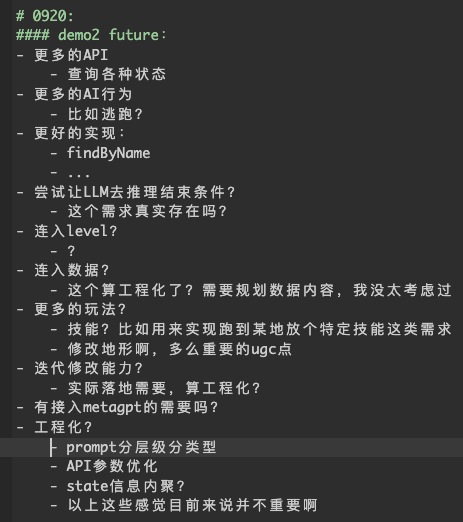 # 0920:
#### demo2 future:
- 更多的API
- 查询各种状态
- 更多的AI行为
- 比如逃跑?
- 更好的实现:
- findByName
- ...
- 尝试让LLM去推理结束条件?
- 这个需求真实存在吗?
- 连入level?
- ?
- 连入数据?
- 这个算工程化了? 需要规划数据内容, 我没太考虑过
- 更多的玩法?
- 技能? 比如用来实现跑到某地放个特定技能这类需求
- 修改地形啊, 多么重要的ugc点
- 迭代修改能力?
- 实际落地需要, 算工程化?
- 有接入metagpt的需要吗?
- 工程化?
- prompt分层级分类型
- API参数优化
- state信息内聚?
- 以上这些感觉目前来说并不重要啊